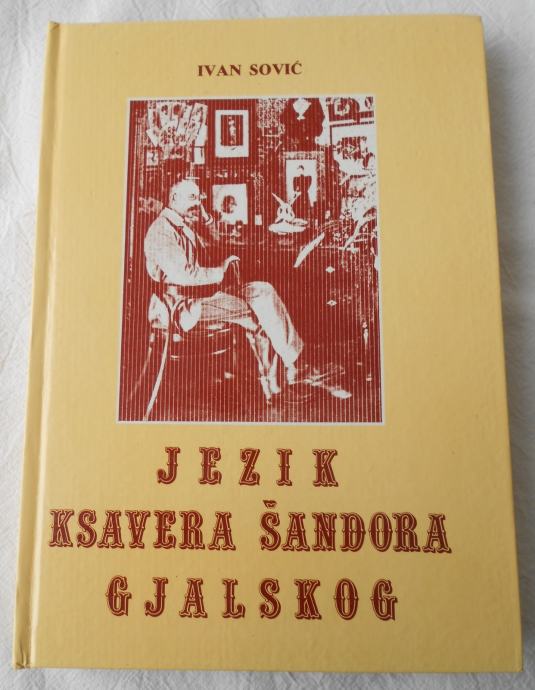 IVAN SOVIĆ
JEZIK
KSAVERA ŠANDORA
GJALSKOG